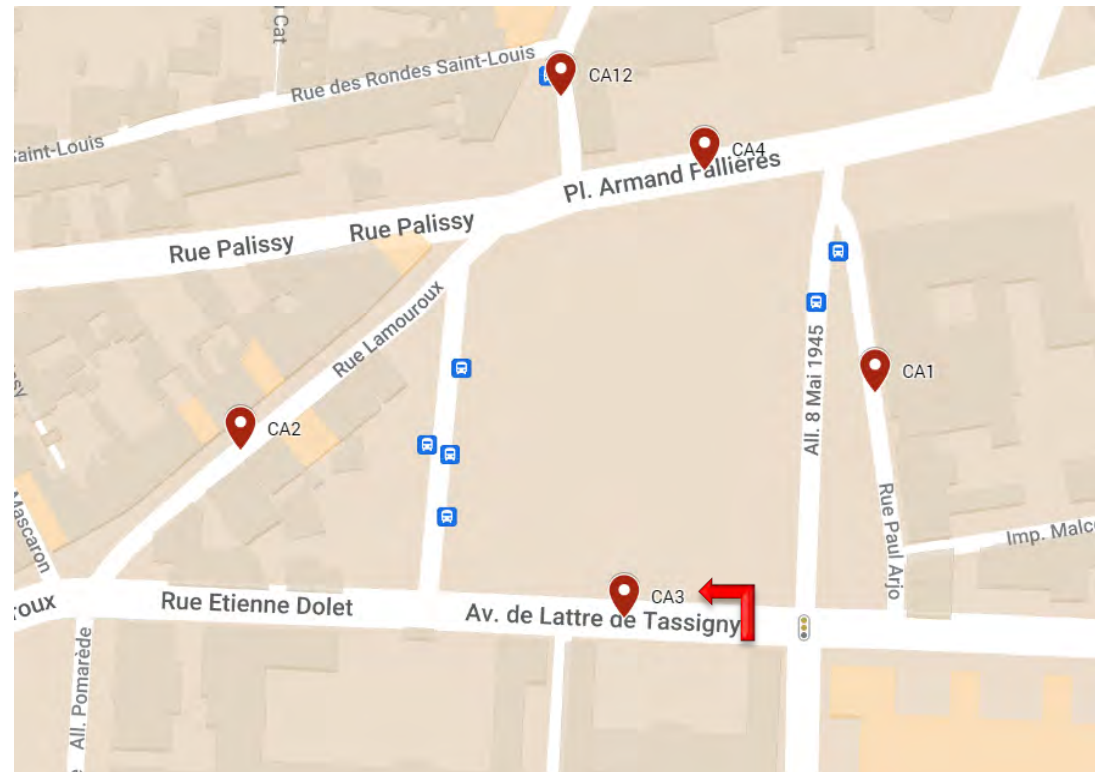 Cat
Rue des Rondes Saint-Louis
CA12
Saint-Louis
CA4
Pl. Armand Fallières
Rue Palissy
Rue Palissy
Rue Lamouroux
All. 8 Mai 1945
CA1
CA2
Mascaron
Rue Paul Arjo
Imp. Malc
CA3
roux
Rue Etienne Dolet
Av. de Lattre de Tassigny
All. Pomarède